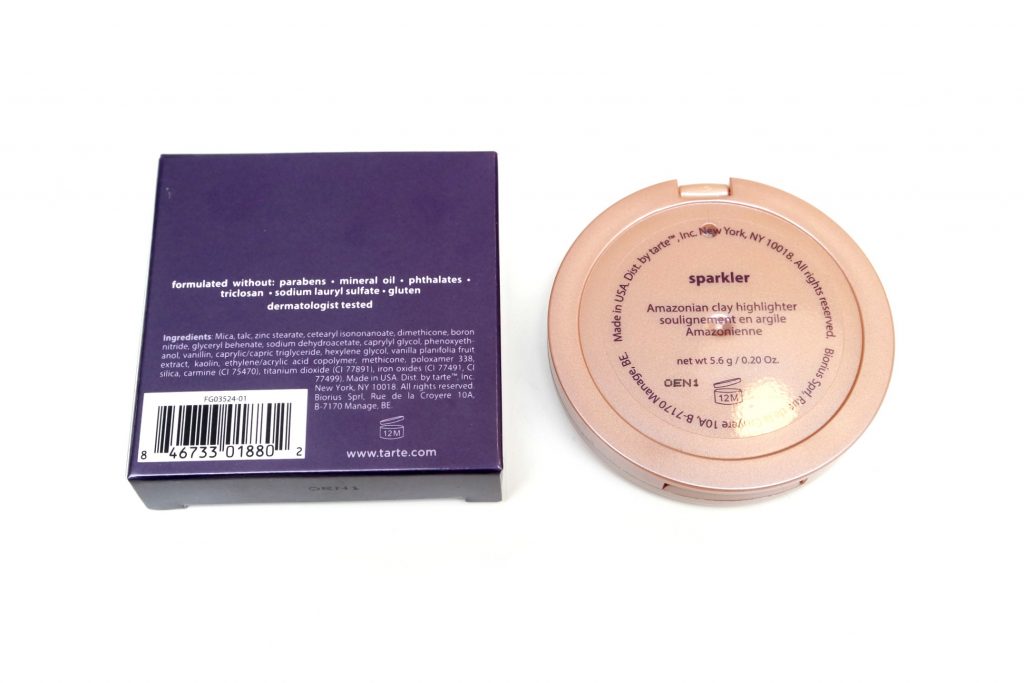 formulated without: parabens • mineral oil • phthalates •
triclosan • sodium lauryl sulfate • gluten
dermatologist tested
Ingredients: Mica, talc, zinc stearate, cetearyl isononanoate, dimethicone, boron
nitride, glyceryl behenate, sodium dehydroacetate, caprylyl glycol, phenoxyeth-
anol, vanillin, caprylic/capric triglyceride, hexylene glycol, vanilla planifolia fruit
extract, kaolin, ethylene/acrylic acid copolymer, methicone, poloxamer 338,
silica, carmine (CI 75470), titanium dioxide (CI 77891), iron oxides (CI 77491, CI
77499). Made in USA. Dist. by tarte™, Inc.
New York, NY 10018. All rights reserved.
Biorius Sprl, Rue de la Croyere 10A,
B-7170 Manage, BE.
FG03524-01
8 46733 01880 2
12M
www.tarte.com
OEN1
Made in USA. Dist. by tarte™, Inc. New York, NY 10018. All rights reserved. Biorius Sprl, Rue de la Croyere 10A, B-7170 Manage, BE.
sparkler
Amazonian clay highlighter
soulignement en argile
Amazonienne
net wt 5.6 g / 0.20 Oz.
OEN1
12M